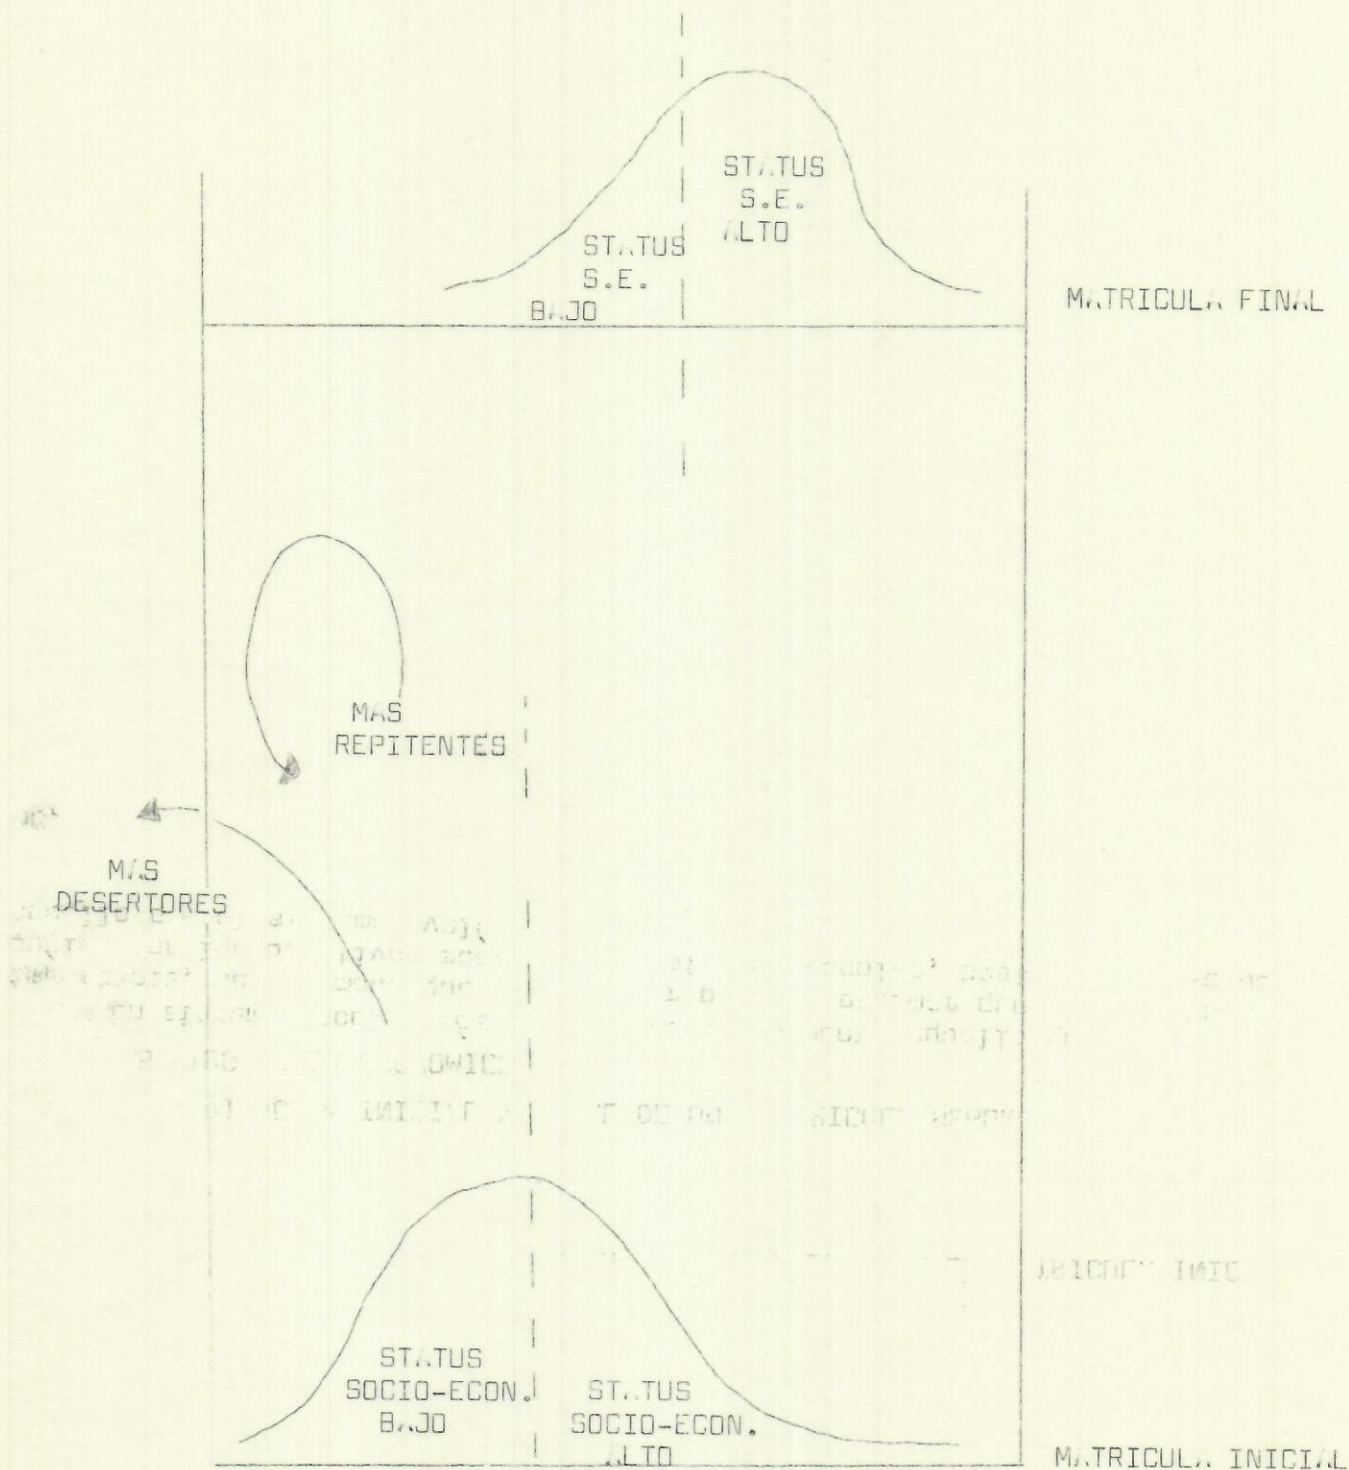 STATUS
S.E.
ALTO
STATUS
S.E.
BAJO
MATRICULA FINAL
MAS
REPITENTES
MAS
DESERTORES
STATUS
SOCIO-ECON.
BAJO
STATUS
SOCIO-ECON.
ALTO
MATRICULA INICIAL